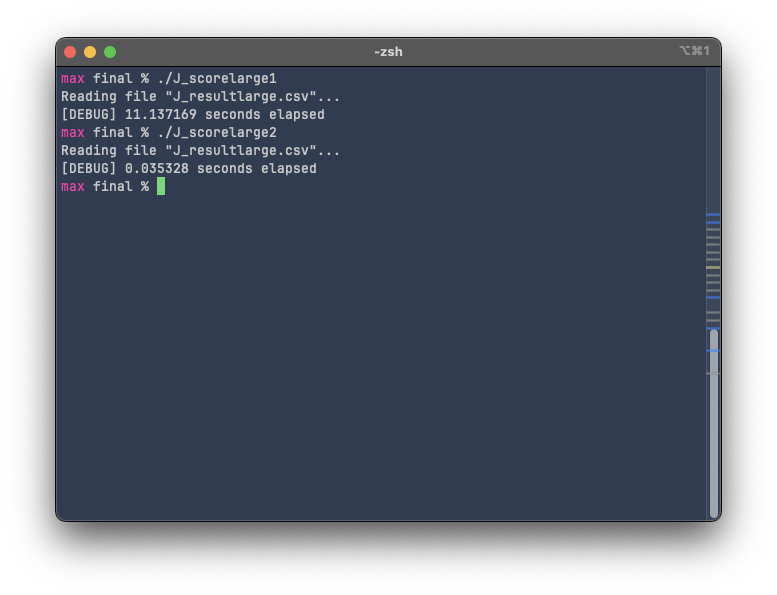 -zsh
⌥⌘1
max final % ./J_scorelarge1
Reading file "J_resultlarge.csv"...
[DEBUG] 11.137169 seconds elapsed
max final % ./J_scorelarge2
Reading file "J_resultlarge.csv"...
[DEBUG] 0.035328 seconds elapsed
max final %